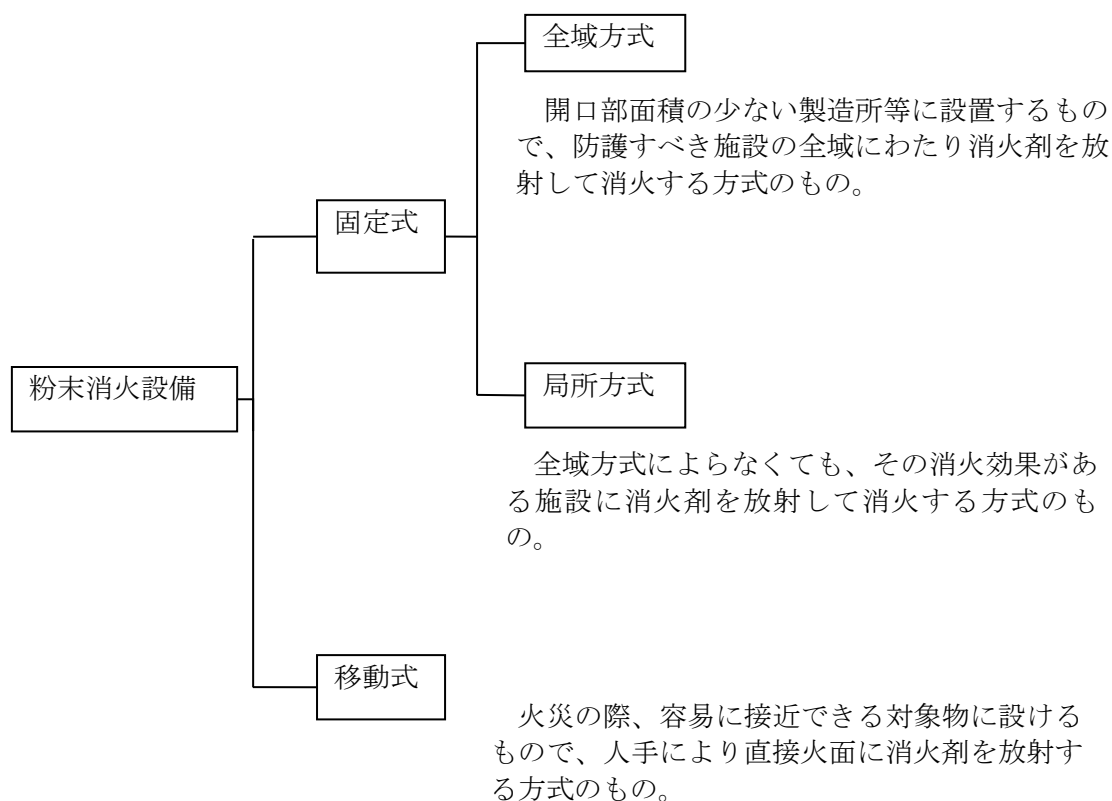 全域方式
開口部面積の少ない製造所等に設置するもの
で、防護すべき施設の全域にわたり消火剤を放
射して消火する方式のもの。
固定式
局所方式
粉末消火設備
全域方式によらなくても、その消火効果があ
る施設に消火剤を放射して消火する方式のも
の。
移動式
火災の際、容易に接近できる対象物に設ける
もので、人手により直接火面に消火剤を放射す
る方式のもの。